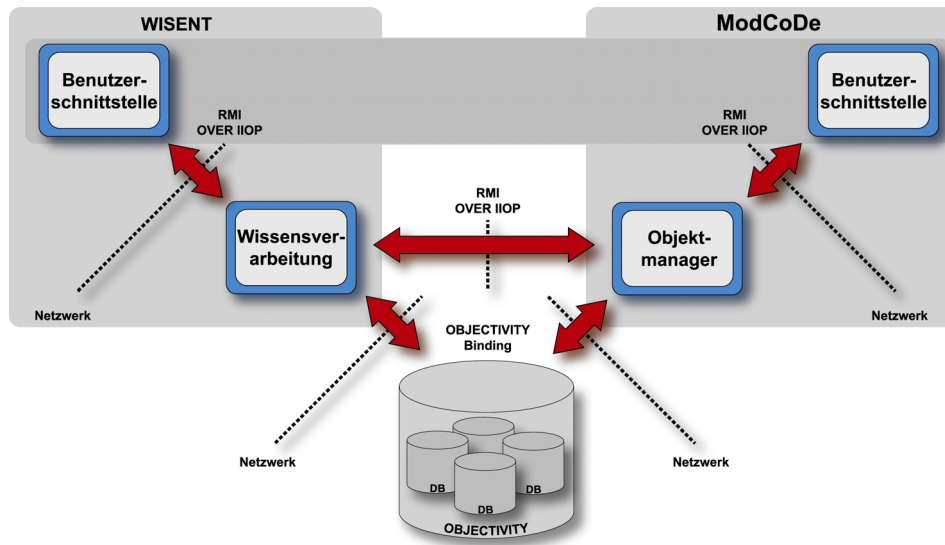 WISENT
ModCoDe
Benutzer-
schnittstelle
Benutzer-
schnittstelle
RMI
OVER IIOP
RMI
OVER IIOP
RMI
OVER IIOP
Wissensver-
arbeitung
Objekt-
manager
Netzwerk
Netzwerk
OBJECTIVITY
Binding
Netzwerk
Netzwerk
DB
DB
DB
OBJECTIVITY